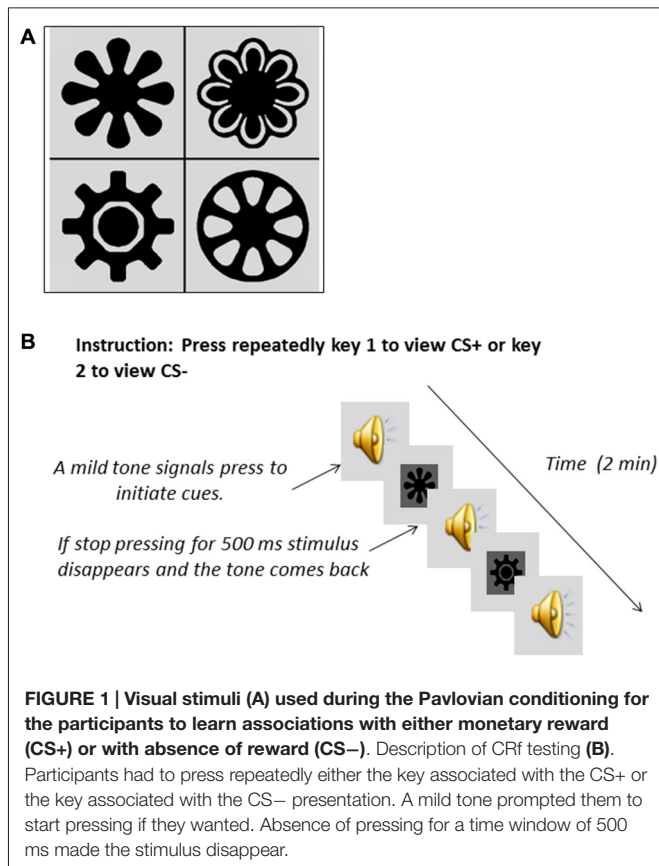 A
B
Instruction: Press repeatedly key 1 to view CS+ or key
2 to view CS-
A mild tone signals press to
initiate cues.
Time (2 min)
If stop pressing for 500 ms stimulus
disappears and the tone comes back
FIGURE 1 | Visual stimuli (A) used during the Pavlovian conditioning for
the participants to learn associations with either monetary reward
(CS+) or with absence of reward (CS−). Description of CRf testing (B).
Participants had to press repeatedly either the key associated with the CS+ or
the key associated with the CS− presentation. A mild tone prompted them to
start pressing if they wanted. Absence of pressing for a time window of 500
ms made the stimulus disappear.